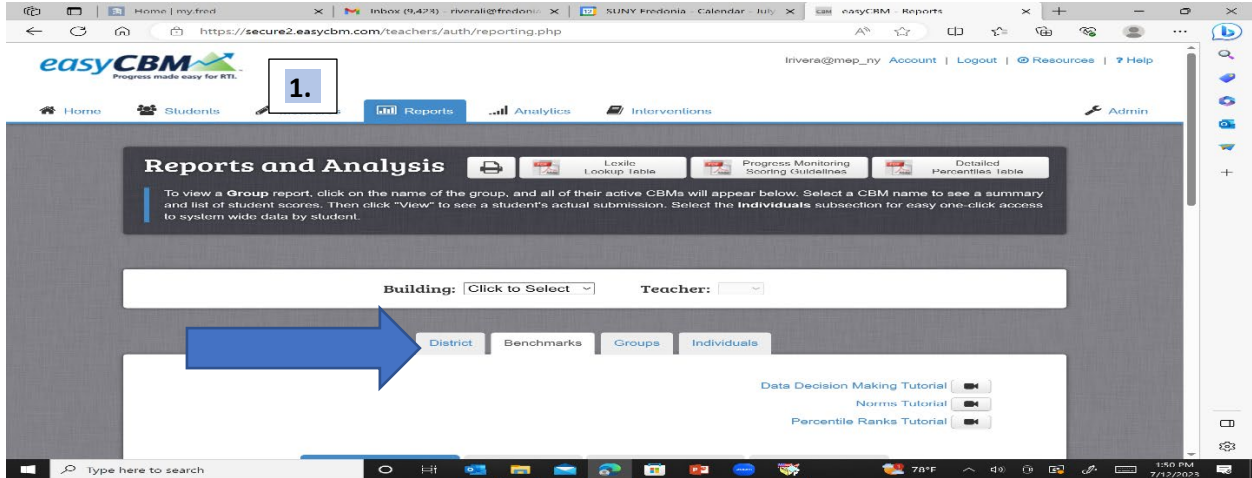 Home | my.fred
Inbox (9,423) - riverali@fredonia
SUNY Fredonia - Calendar - July
easyCBM - Reports
https://secure2.easycbm.com/teachers/auth/reporting.php
easyCBM
Progress made easy for RTI.
lrivera@mep_ny Account | Logout | Resources | ? Help
1.
Home Students Reports Analytics Interventions Admin
Reports and Analysis
Lexile Lookup Table
Progress Monitoring Scoring Guidelines
Detailed Percentiles Table
To view a Group report, click on the name of the group, and all of their active CBMs will appear below. Select a CBM name to see a summary
and list of student scores. Then click "View" to see a student's actual submission. Select the Individuals subsection for easy one-click access
to system wide data by student.
Building: Click to Select Teacher:
District Benchmarks Groups Individuals
Data Decision Making Tutorial
Norms Tutorial
Percentile Ranks Tutorial
Type here to search
78°F
1:50 PM
7/12/2023